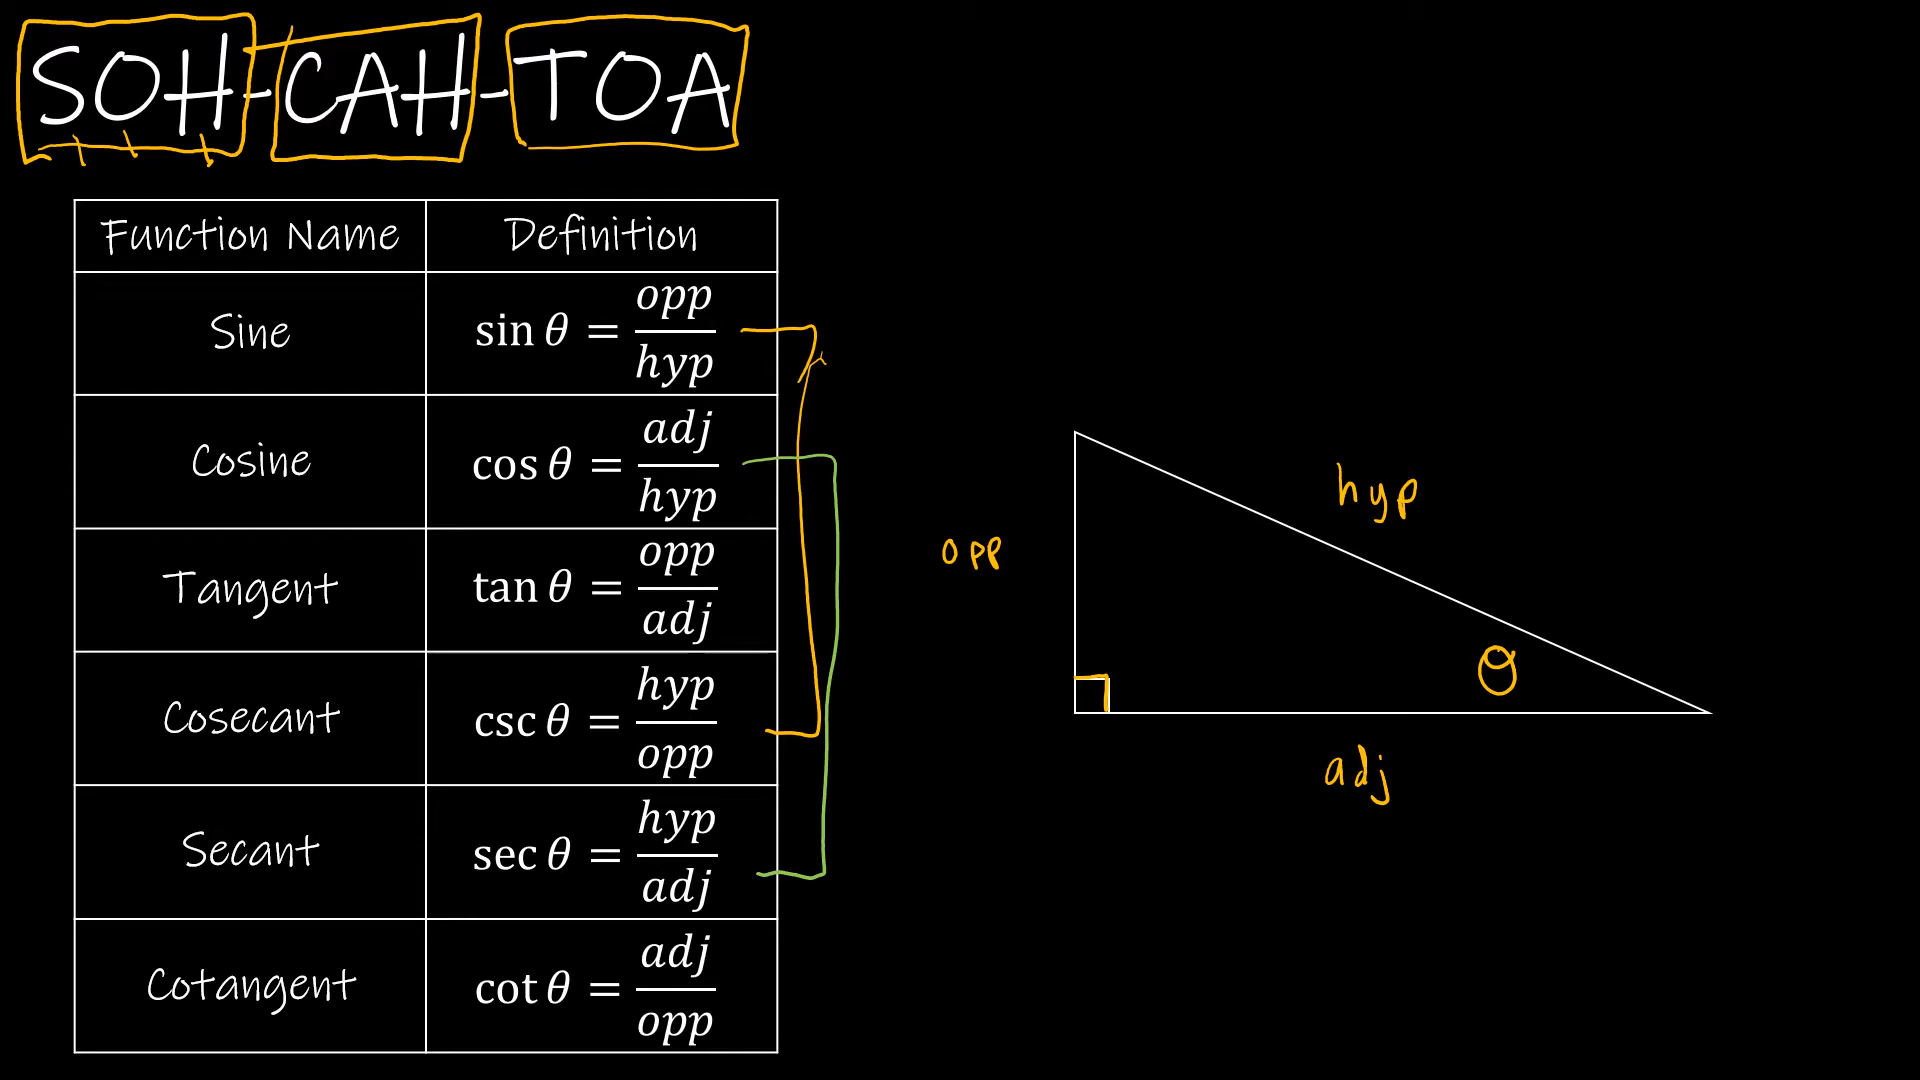 SOH-CAH-TOA
Function Name Definition
Sine sin θ = opp/hyp
Cosine cos θ = adj/hyp
Tangent tan θ = opp/adj
Cosecant csc θ = hyp/opp
Secant sec θ = hyp/adj
Cotangent cot θ = adj/opp
hyp
opp
θ
adj